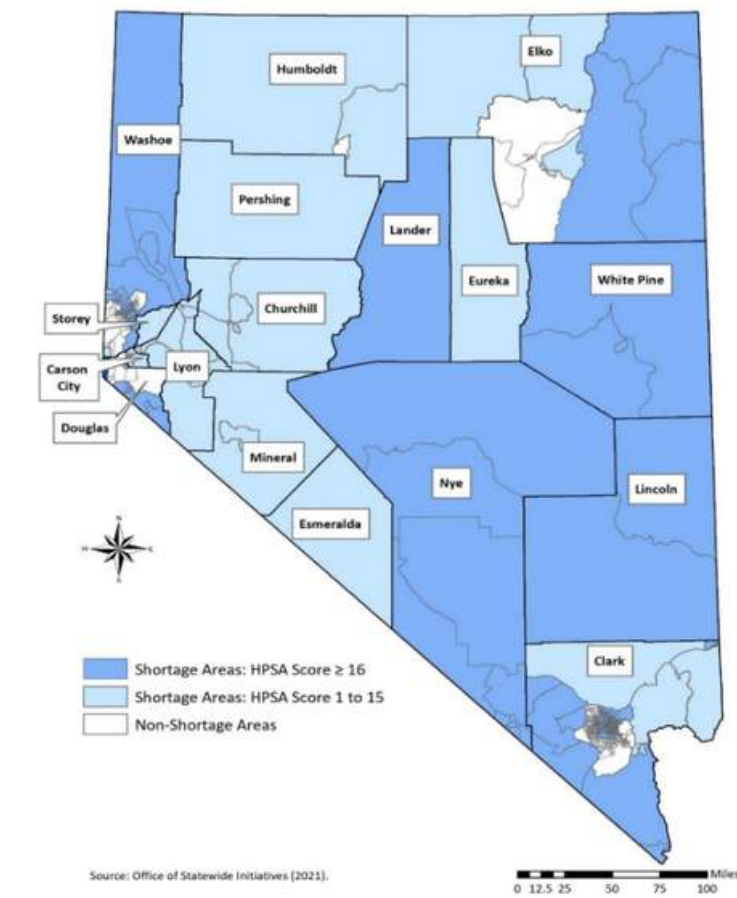 Elko
Humboldt
Washoe
Pershing
Lander
Eureka
White Pine
Churchill
Storey
Carson
City
Lyon
Douglas
Mineral
Nye
Lincoln
Esmeralda
N
W
E
S
Clark
Shortage Areas: HPSA Score ≥ 16
Shortage Areas: HPSA Score 1 to 15
Non-Shortage Areas
Source: Office of Statewide Initiatives (2021).
Miles
0 12.5 25 50 75 100